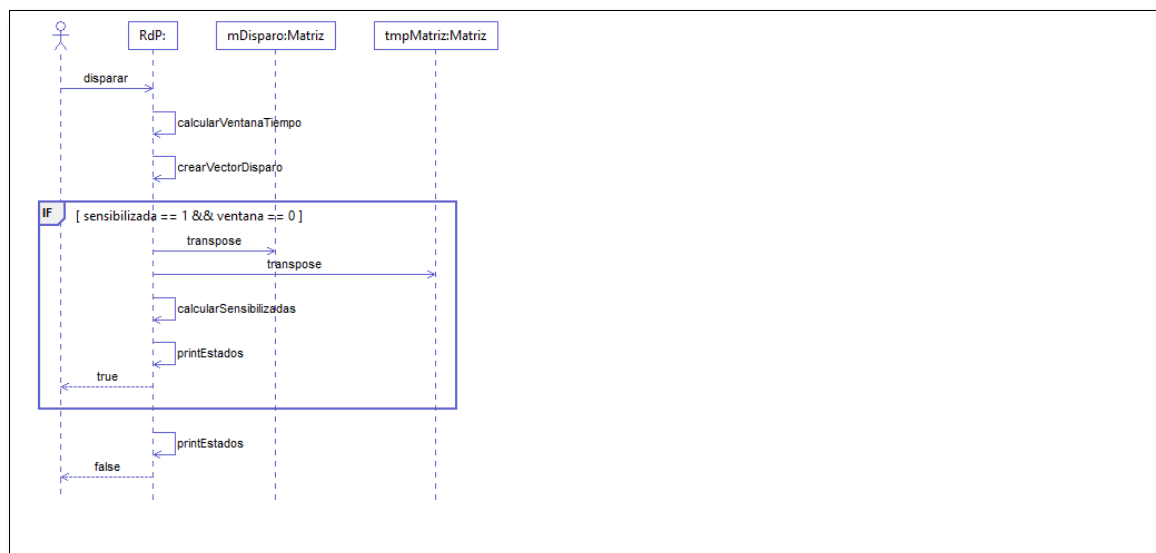 RdP:
mDisparo:Matriz
tmpMatriz:Matriz
disparar
calcularVentanaTiempo
crearVectorDisparo
IF
[ sensibilizada == 1 && ventana == 0 ]
transpose
transpose
calcularSensibilizadas
printEstados
true
printEstados
false